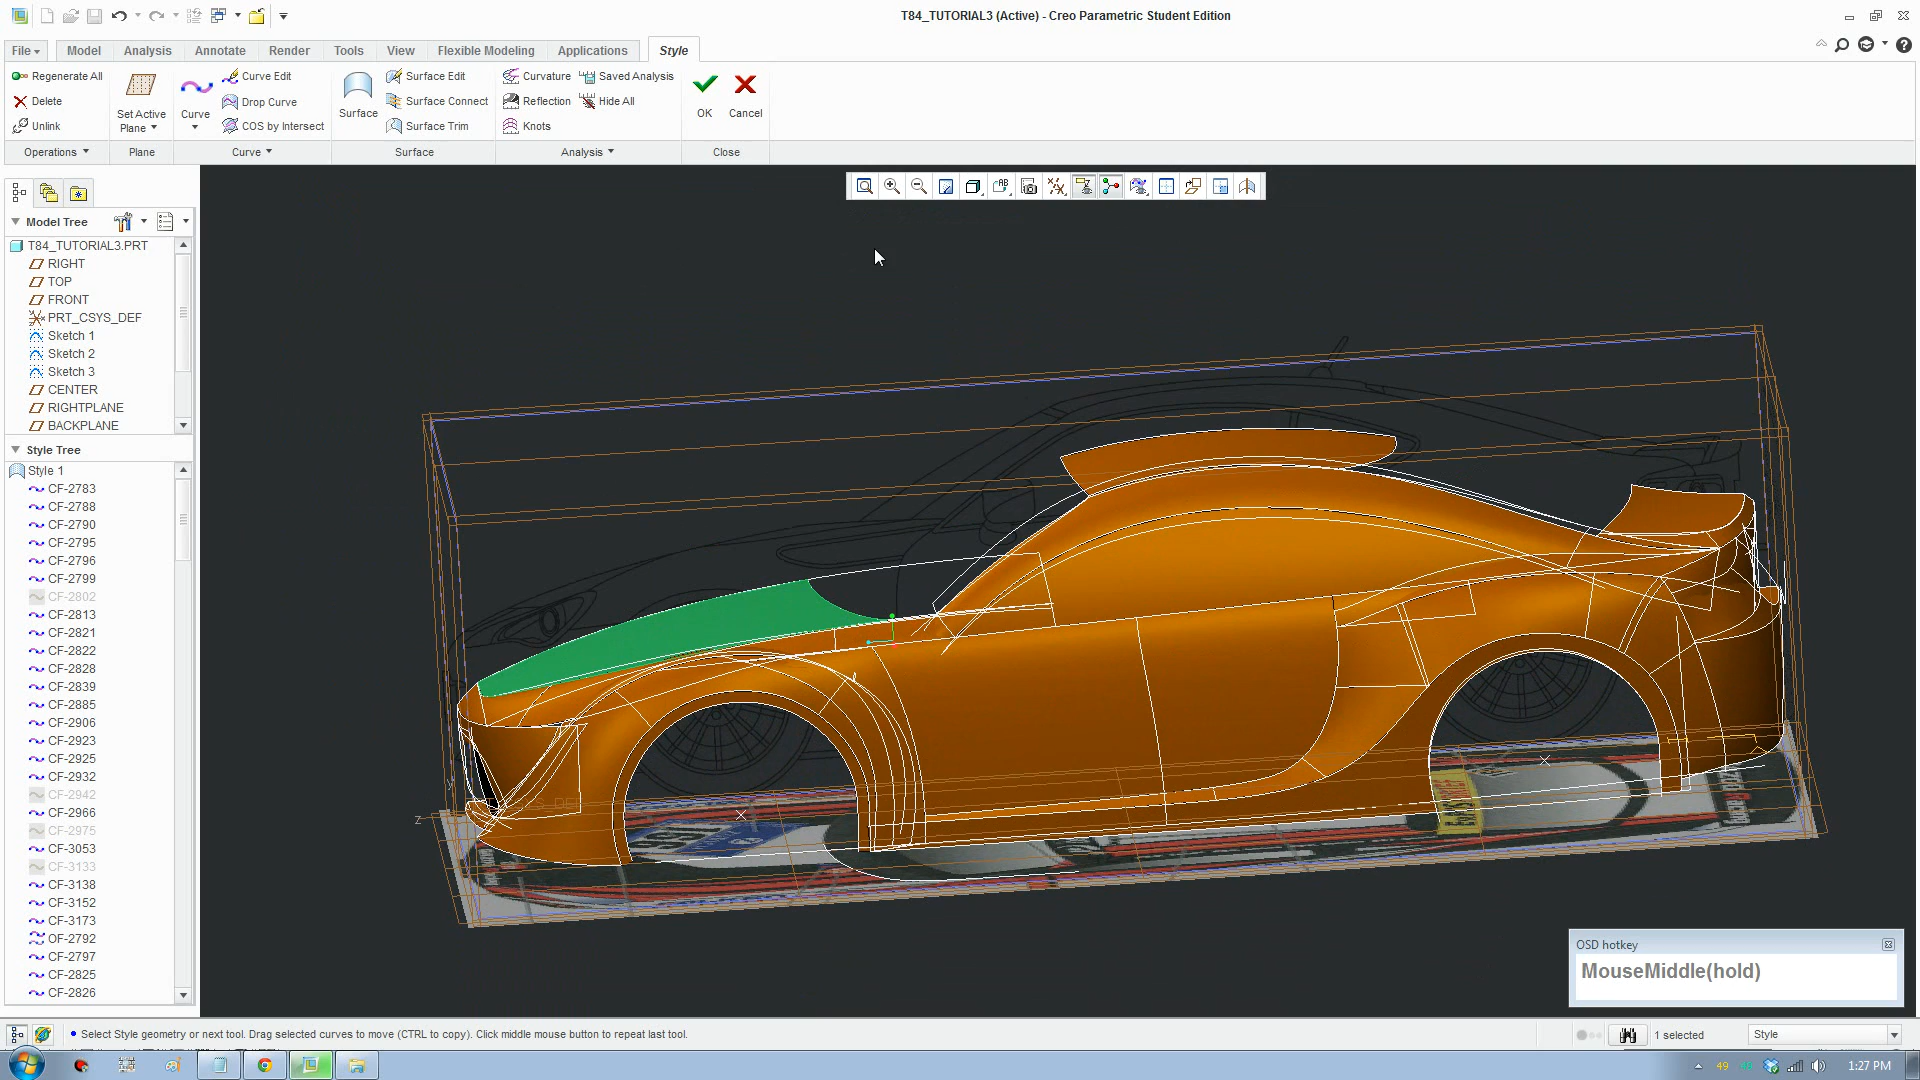 T84_TUTORIAL3 (Active) - Creo Parametric Student Edition
File
Model
Analysis
Annotate
Render
Tools
View
Flexible Modeling
Applications
Style
Regenerate All
Delete
Unlink
Operations
Set Active
Plane
Plane
Curve
Curve Edit
Drop Curve
COS by Intersect
Curve
Surface
Surface Edit
Surface Connect
Surface Trim
Surface
Curvature
Saved Analysis
Reflection
Hide All
Knots
Analysis
OK
Cancel
Close
Model Tree
T84_TUTORIAL3.PRT
RIGHT
TOP
FRONT
PRT_CSYS_DEF
Sketch 1
Sketch 2
Sketch 3
CENTER
RIGHTPLANE
BACKPLANE
Style Tree
Style 1
CF-2783
CF-2788
CF-2790
CF-2795
CF-2796
CF-2799
CF-2802
CF-2813
CF-2821
CF-2822
CF-2828
CF-2839
CF-2885
CF-2906
CF-2923
CF-2925
CF-2932
CF-2942
CF-2966
CF-2975
CF-3053
CF-3133
CF-3138
CF-3152
CF-3173
OF-2792
CF-2797
CF-2825
CF-2826
Z
OSD hotkey
MouseMiddle(hold)
Select Style geometry or next tool. Drag selected curves to move (CTRL to copy). Click middle mouse button to repeat last tool.
1 selected
Style
49
1:27 PM